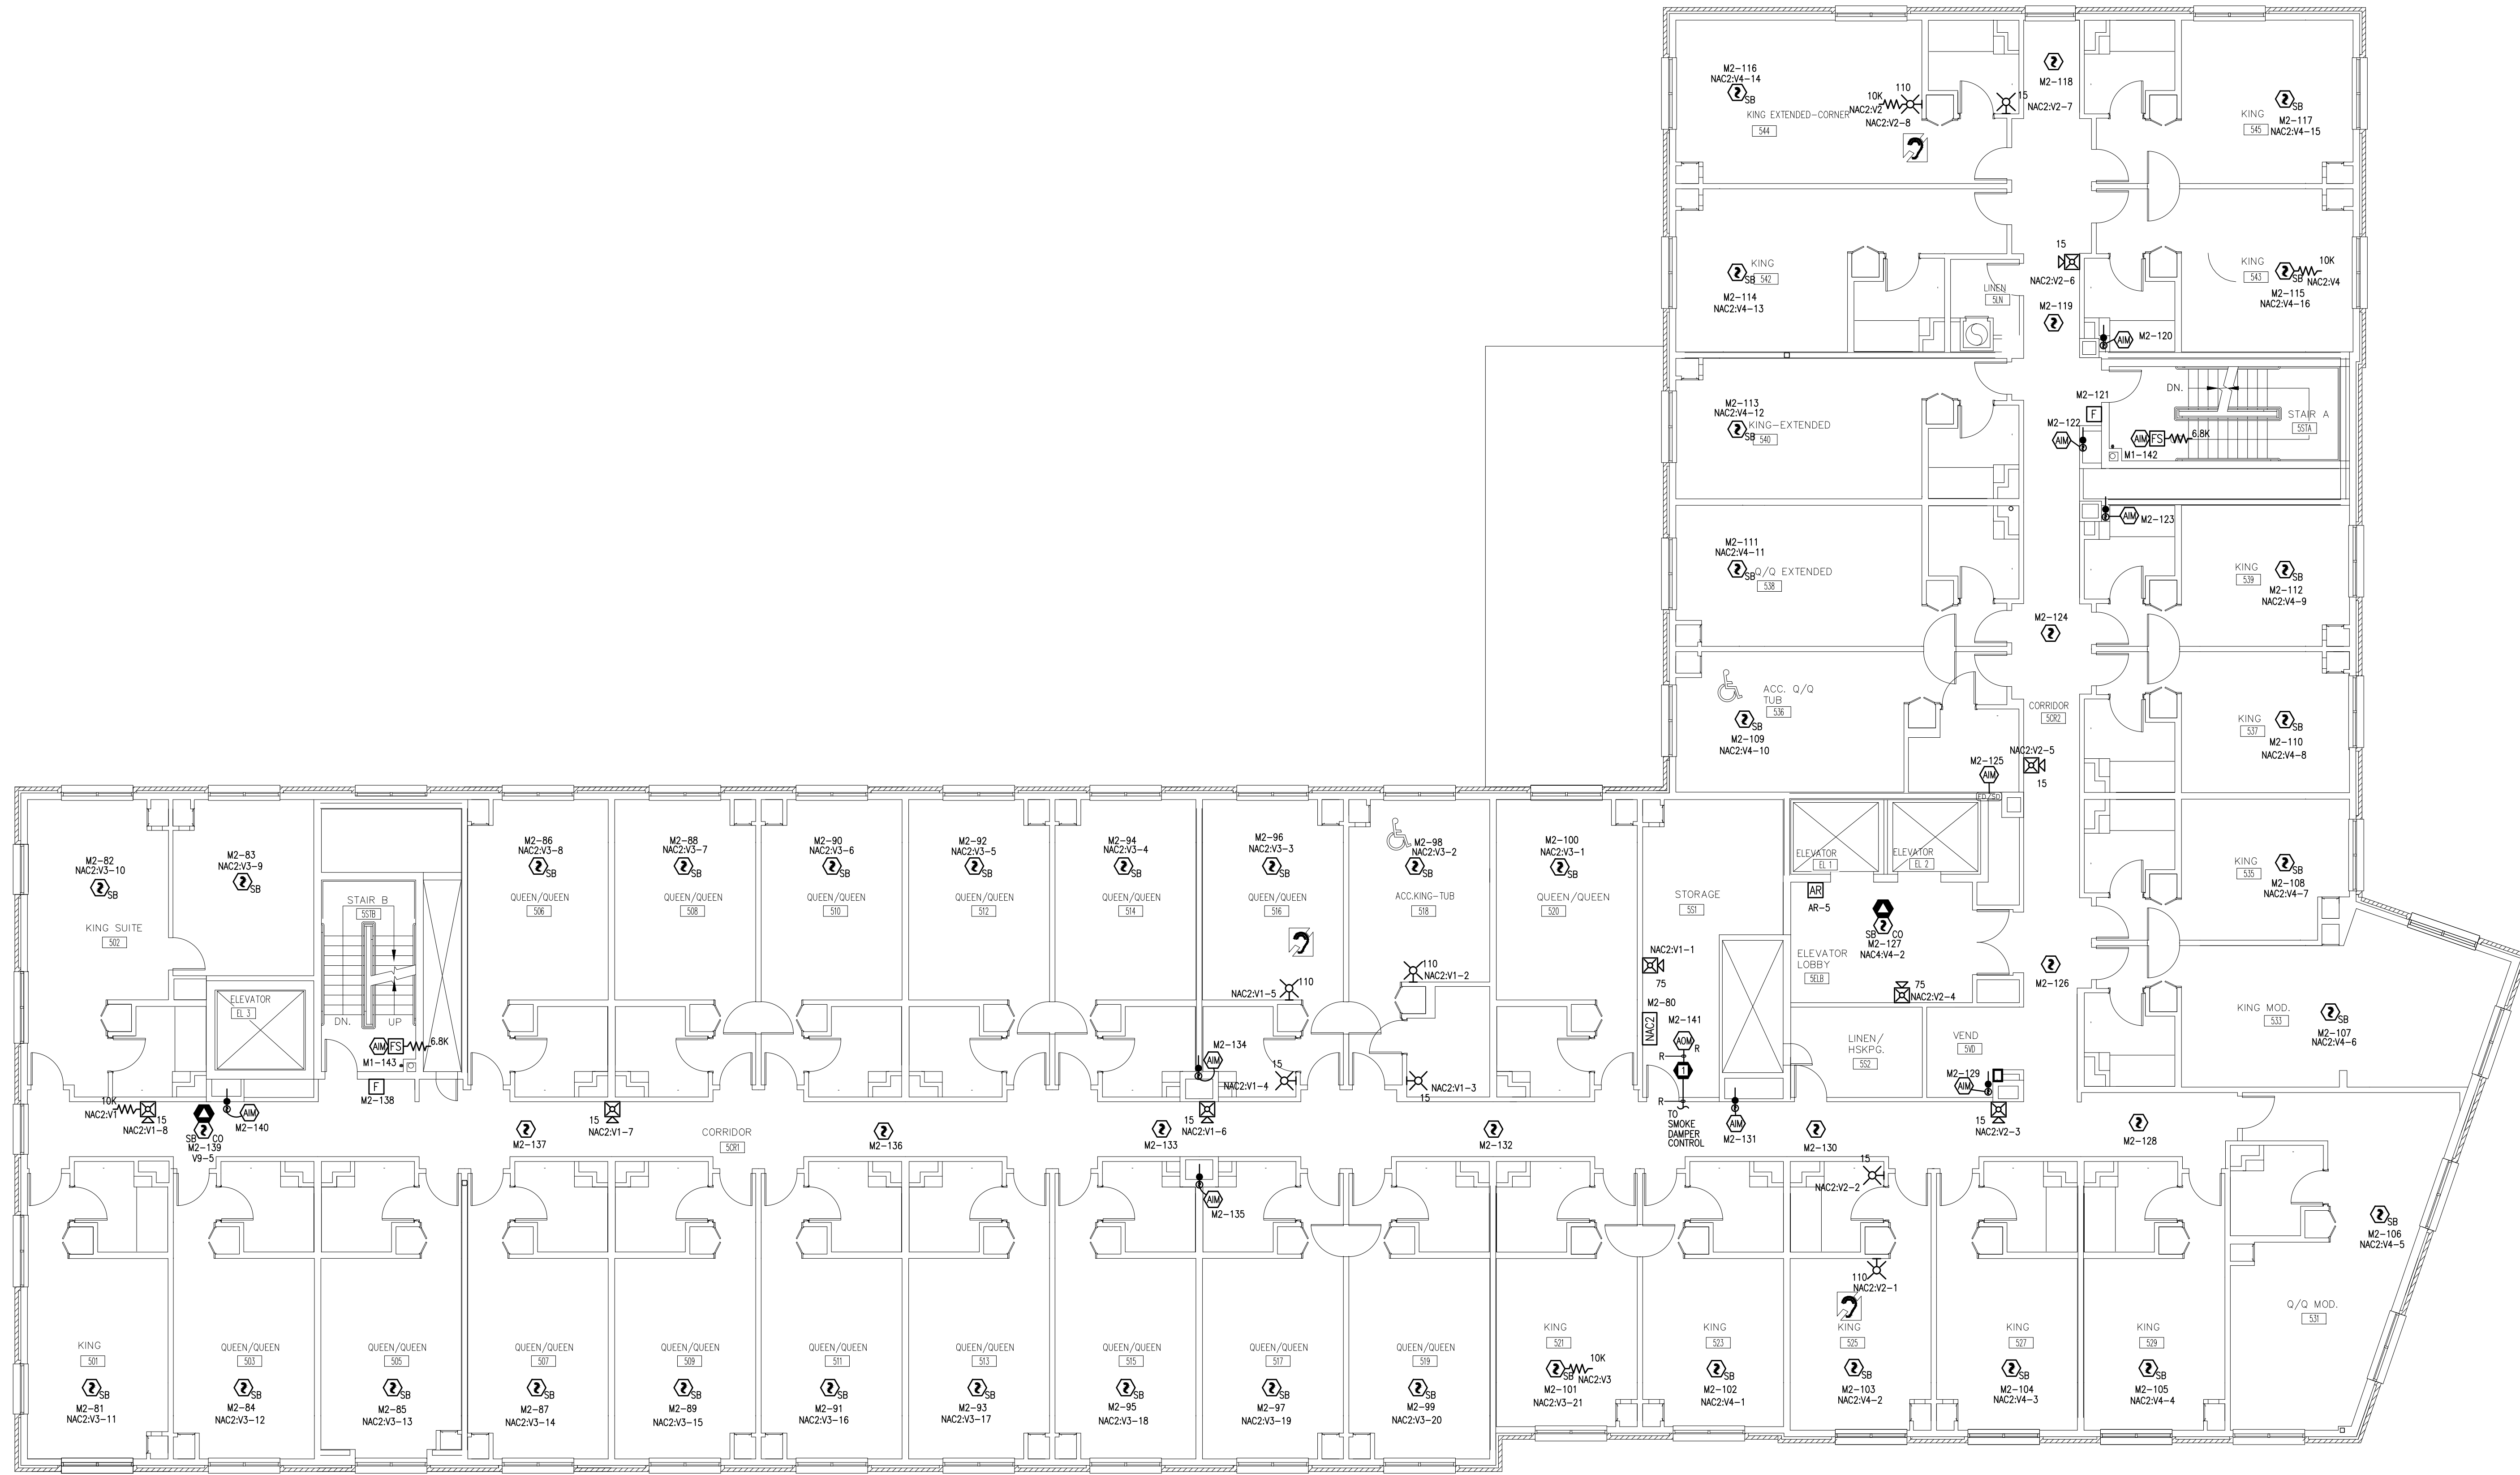 M2-116
NAC2:V4-14
SB
KING EXTENDED-CORNER
544
10K
NAC2:V2
110
NAC2:V2-8
15
NAC2:V2-7
M2-118
SB
M2-117
NAC2:V4-15
KING
545
KING
542
SB
M2-114
NAC2:V4-13
LINEN
5LN
15
NAC2:V2-6
M2-119
KING
543
SB
10K
NAC2:V4
M2-115
NAC2:V4-16
AIM
M2-120
M2-113
NAC2:V4-12
SB
KING-EXTENDED
540
M2-121
F
M2-122
AIM
DN.
STAIR A
5STA
AIM
FS
6.8K
M1-142
M2-111
NAC2:V4-11
SB
Q/Q EXTENDED
538
AIM
M2-123
KING
539
SB
M2-112
NAC2:V4-9
M2-124
ACC. Q/Q
TUB
536
SB
M2-109
NAC2:V4-10
CORRIDOR
5CR2
KING
537
SB
M2-110
NAC2:V4-8
NAC2:V2-5
15
M2-125
AIM
FD/SD
M2-82
NAC2:V3-10
SB
KING SUITE
502
M2-83
NAC2:V3-9
SB
ELEVATOR
EL 3
STAIR B
5STB
DN.
UP
AIM
FS
6.8K
M1-143
F
M2-138
M2-86
NAC2:V3-8
SB
QUEEN/QUEEN
506
M2-88
NAC2:V3-7
SB
QUEEN/QUEEN
508
M2-90
NAC2:V3-6
SB
QUEEN/QUEEN
510
M2-92
NAC2:V3-5
SB
QUEEN/QUEEN
512
M2-94
NAC2:V3-4
SB
QUEEN/QUEEN
514
M2-96
NAC2:V3-3
SB
QUEEN/QUEEN
516
110
NAC2:V1-5
M2-98
NAC2:V3-2
SB
ACC.KING-TUB
518
110
NAC2:V1-2
M2-100
NAC2:V3-1
SB
QUEEN/QUEEN
520
STORAGE
5S1
NAC2:V1-1
75
M2-80
NAC2
M2-141
AOM
R
R
1
R
TO
SMOKE
DAMPER
CONTROL
ELEVATOR
EL 1
ELEVATOR
EL 2
AR
AR-5
SB
CO
M2-127
NAC4:V4-2
ELEVATOR
LOBBY
5ELB
75
NAC2:V2-4
KING
535
SB
M2-108
NAC2:V4-7
M2-126
KING MOD.
533
SB
M2-107
NAC2:V4-6
LINEN/
HSKPG.
5S2
VEND
5VD
M2-129
AIM
15
NAC2:V2-3
M2-134
AIM
15
NAC2:V1-4
NAC2:V1-3
15
10K
NAC2:V1
15
NAC2:V1-8
SB
CO
M2-139
V9-5
AIM
M2-140
M2-137
15
NAC2:V1-7
CORRIDOR
5CR1
M2-136
M2-133
15
NAC2:V1-6
M2-132
AIM
M2-131
M2-130
M2-128
AIM
M2-135
15
NAC2:V2-2
110
NAC2:V2-1
SB
M2-106
NAC2:V4-5
Q/Q MOD.
531
KING
501
SB
M2-81
NAC2:V3-11
QUEEN/QUEEN
503
SB
M2-84
NAC2:V3-12
QUEEN/QUEEN
505
SB
M2-85
NAC2:V3-13
QUEEN/QUEEN
507
SB
M2-87
NAC2:V3-14
QUEEN/QUEEN
509
SB
M2-89
NAC2:V3-15
QUEEN/QUEEN
511
SB
M2-91
NAC2:V3-16
QUEEN/QUEEN
513
SB
M2-93
NAC2:V3-17
QUEEN/QUEEN
515
SB
M2-95
NAC2:V3-18
QUEEN/QUEEN
517
SB
M2-97
NAC2:V3-19
QUEEN/QUEEN
519
SB
M2-99
NAC2:V3-20
KING
521
SB
10K
NAC2:V3
M2-101
NAC2:V3-21
KING
523
SB
M2-102
NAC2:V4-1
KING
525
SB
M2-103
NAC2:V4-2
KING
527
SB
M2-104
NAC2:V4-3
KING
529
SB
M2-105
NAC2:V4-4